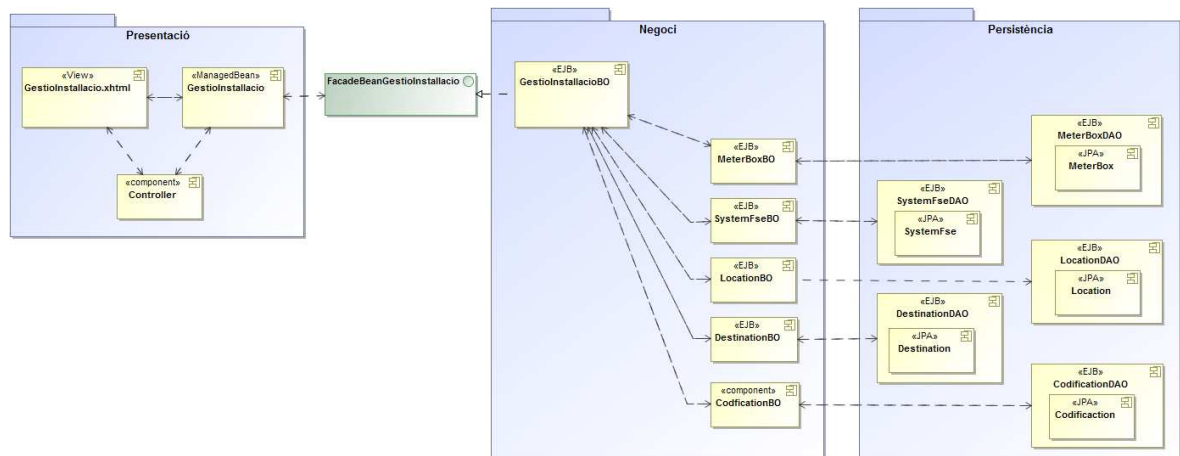 Presentació
«View»
GestioInstallacio.xhtml
«ManagedBean»
GestioInstallacio
«component»
Controller
FacadeBeanGestioInstallacio
Negoci
«EJB»
GestioInstallacioBO
«EJB»
MeterBoxBO
«EJB»
SystemFseBO
«EJB»
LocationBO
«EJB»
DestinationBO
«component»
CodficationBO
Persistència
«EJB»
MeterBoxDAO
«JPA»
MeterBox
«EJB»
SystemFseDAO
«JPA»
SystemFse
«EJB»
LocationDAO
«JPA»
Location
«EJB»
DestinationDAO
«JPA»
Destination
«EJB»
CodificationDAO
«JPA»
Codificaction